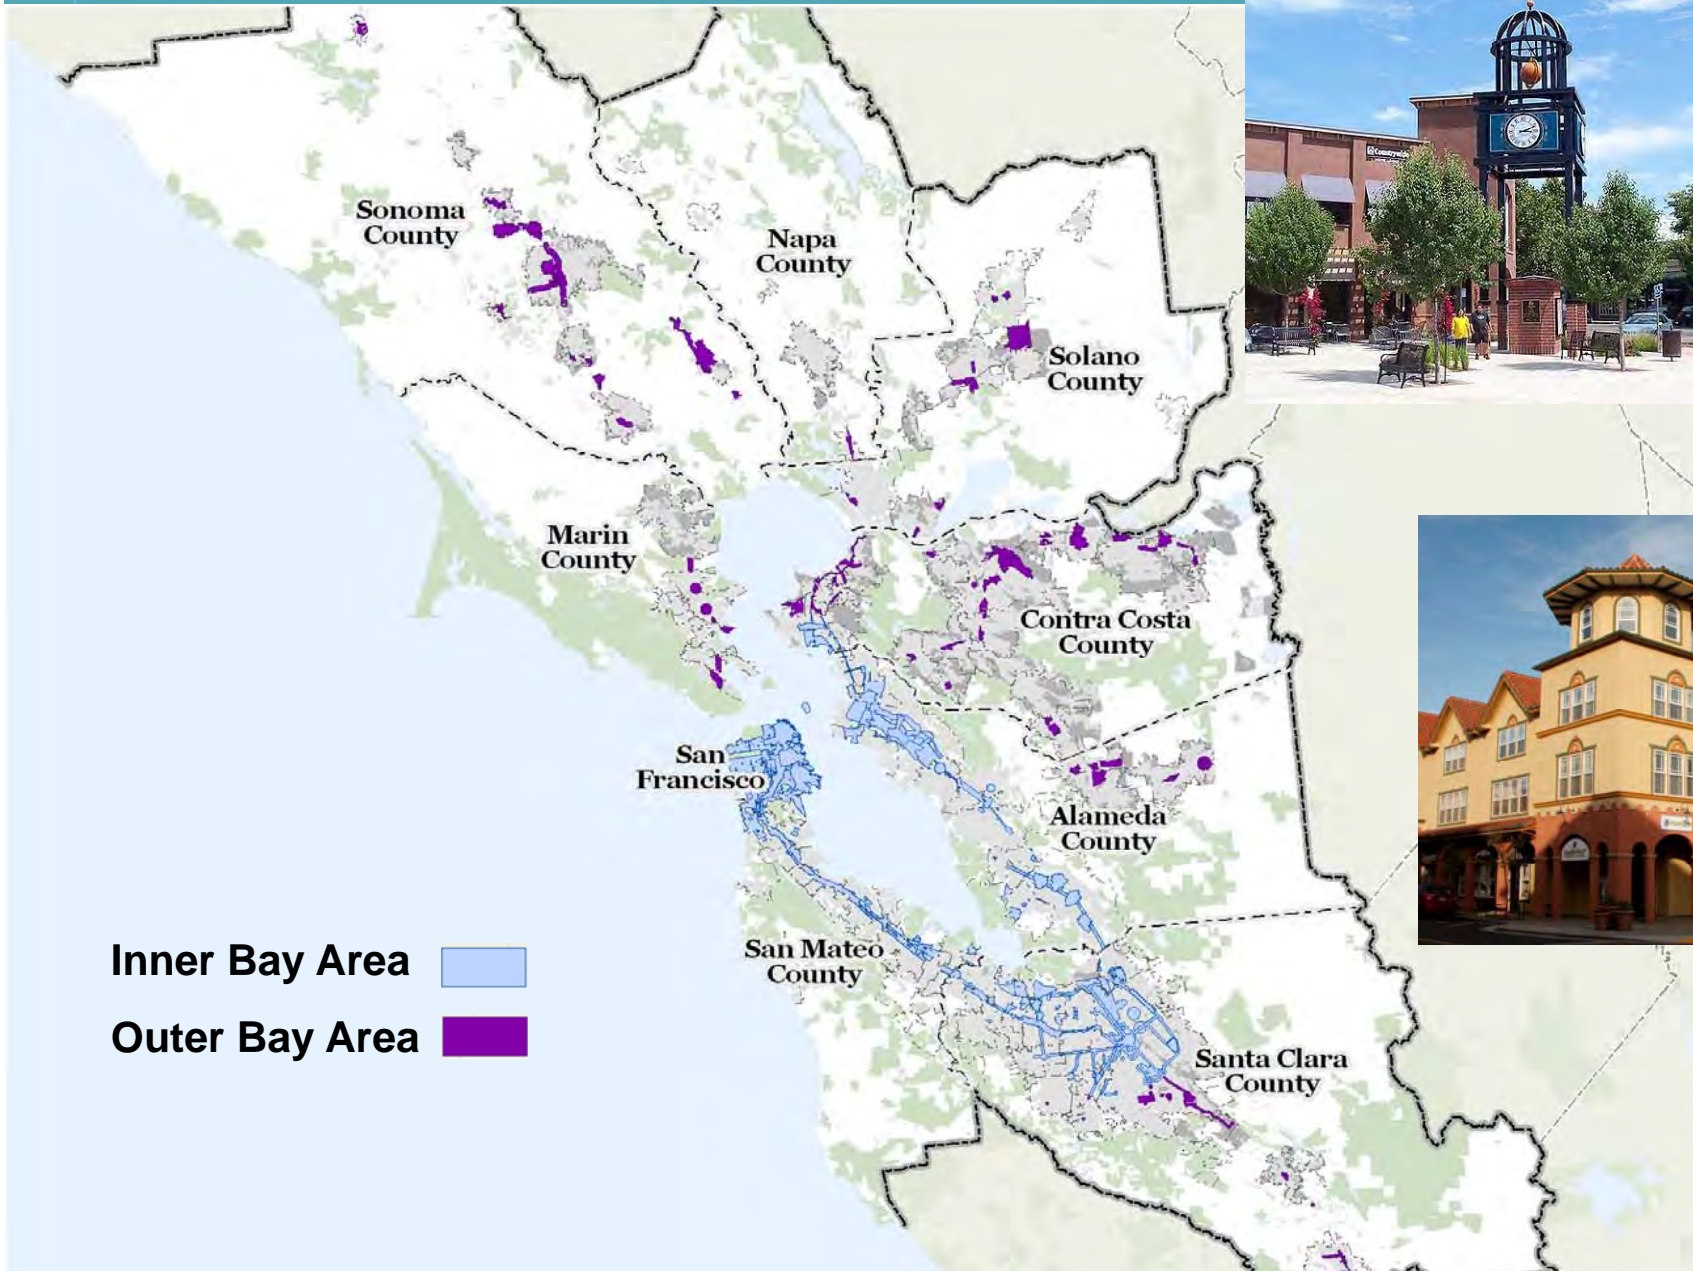 Sonoma
County
Napa
County
Solano
County
Marin
County
Contra Costa
County
San
Francisco
Alameda
County
San Mateo
County
Santa Clara
County
Inner Bay Area
Outer Bay Area
Countrywide